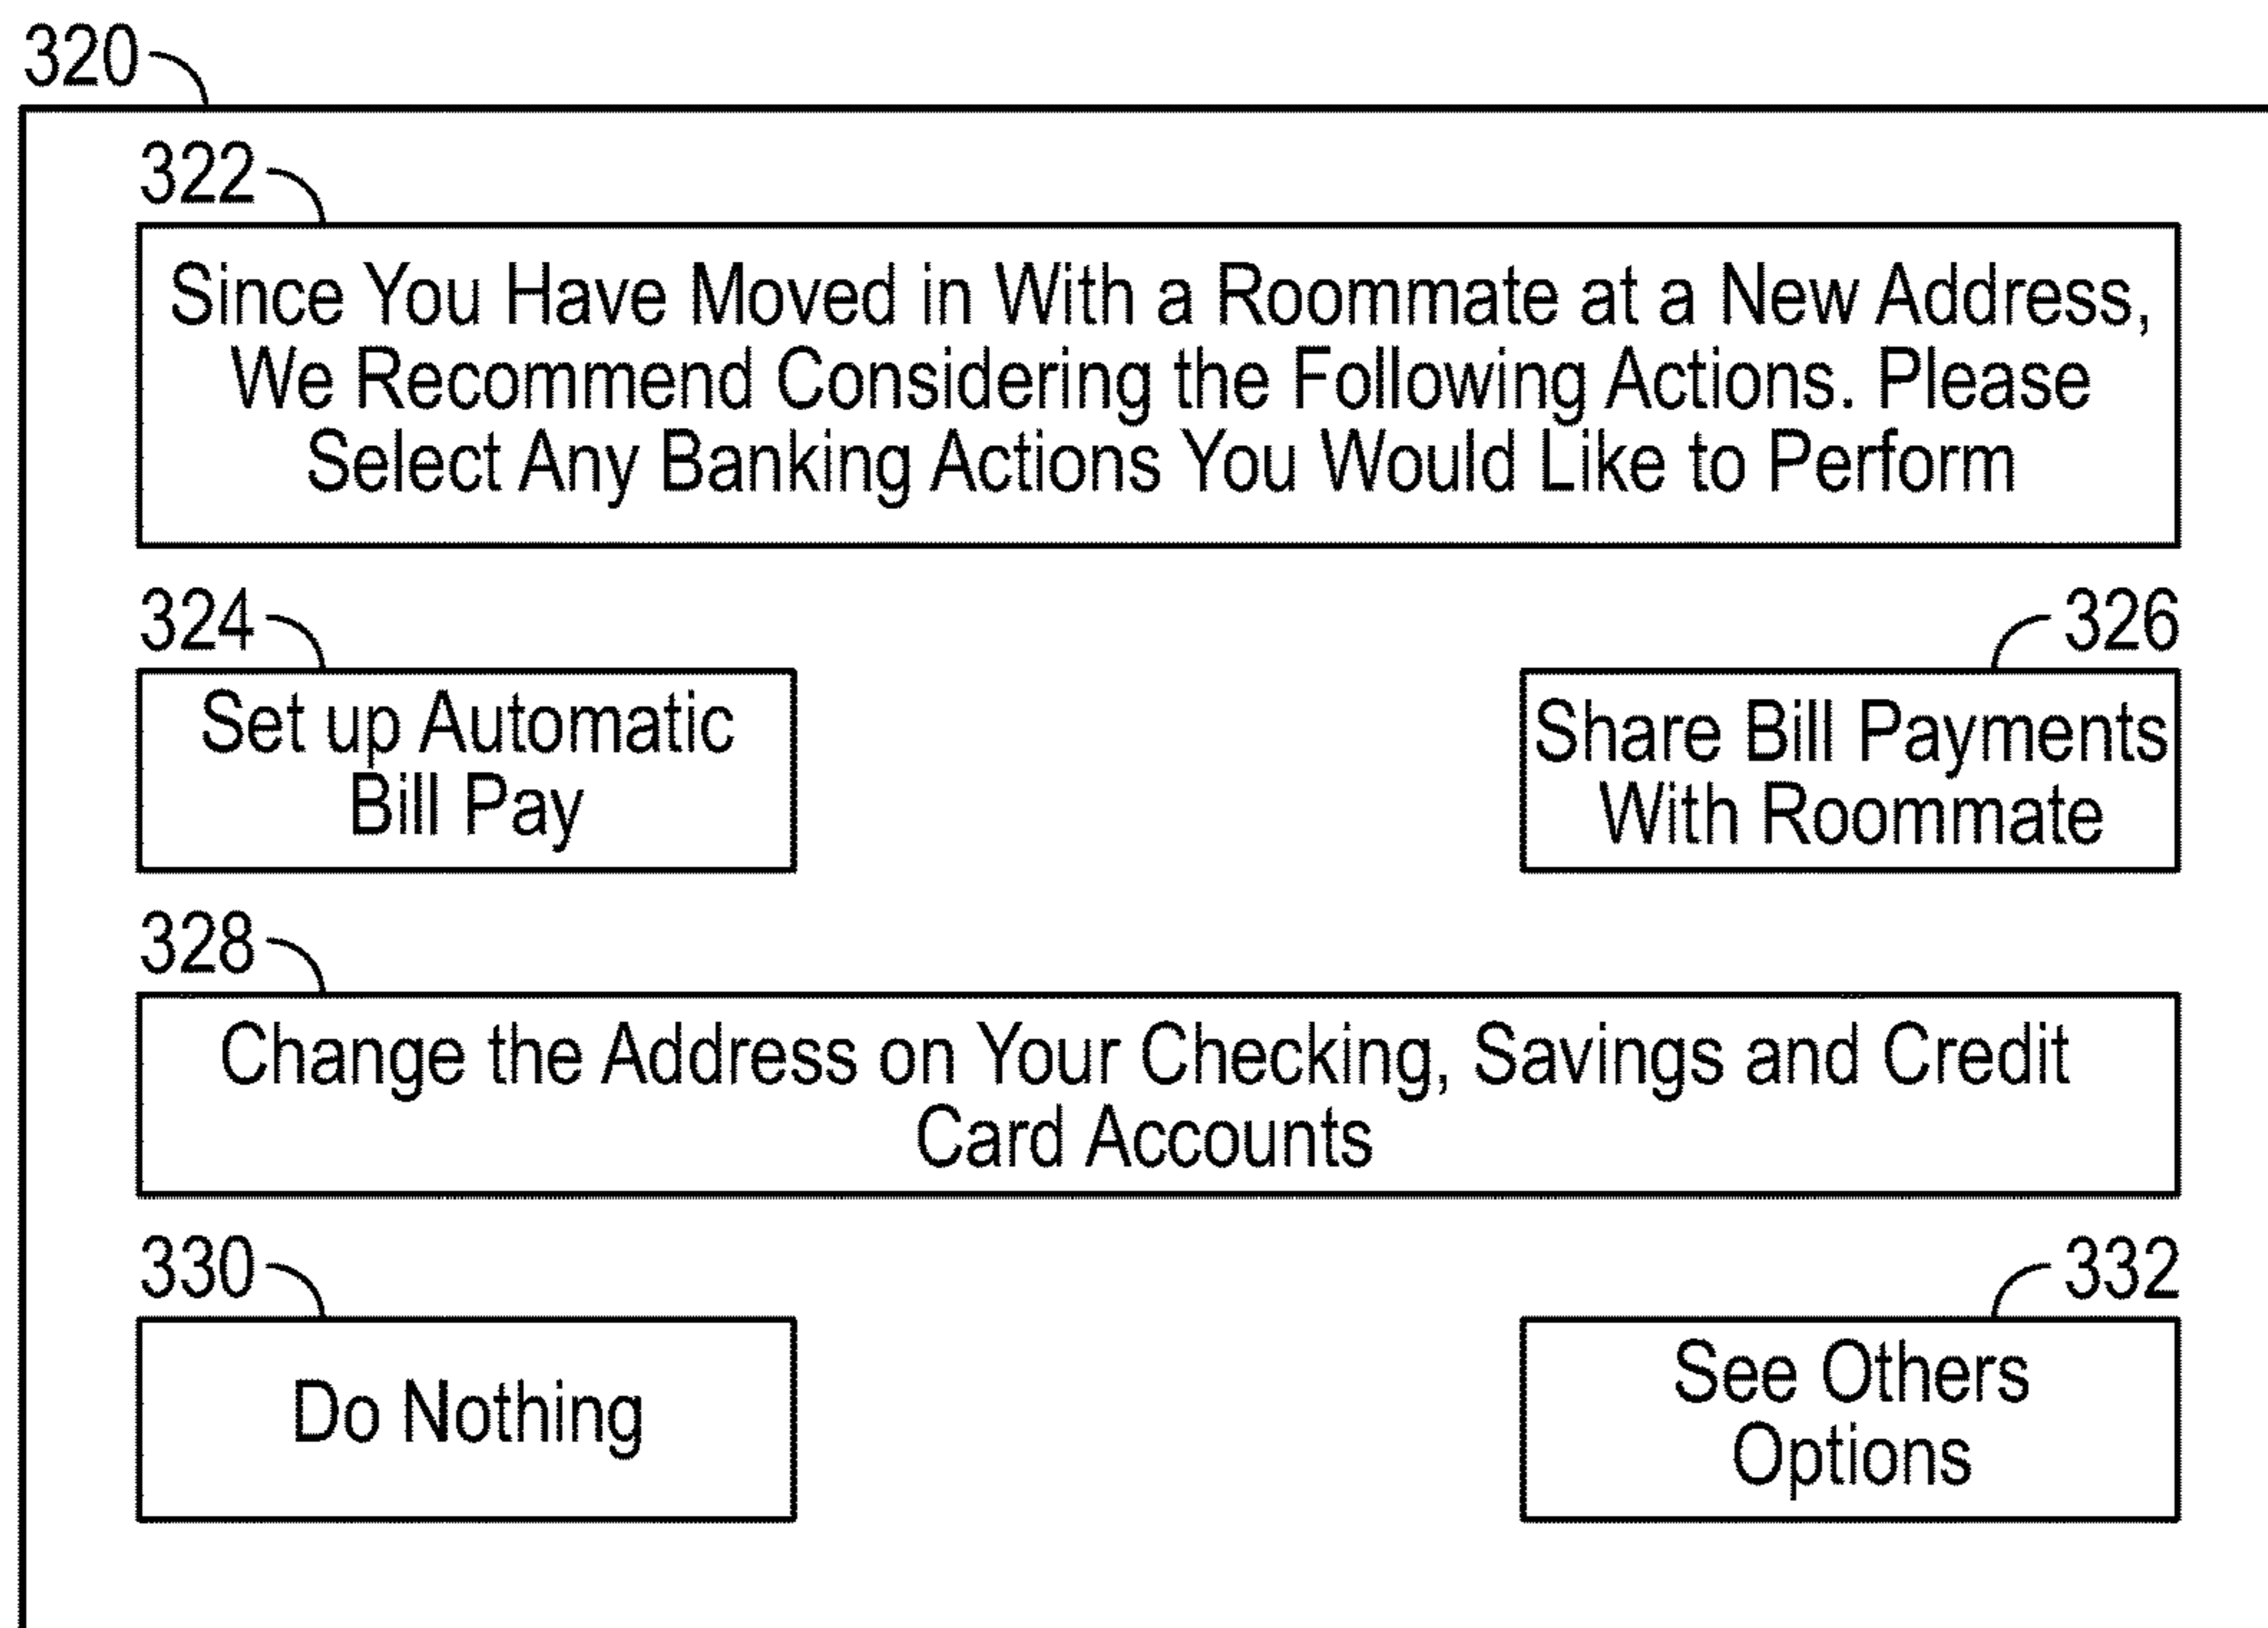 320
322
Since You Have Moved in With a Roommate at a New Address,
We Recommend Considering the Following Actions. Please
Select Any Banking Actions You Would Like to Perform
324
326
Set up Automatic
Bill Pay
Share Bill Payments
With Roommate
328
Change the Address on Your Checking, Savings and Credit
Card Accounts
330
332
Do Nothing
See Others
Options